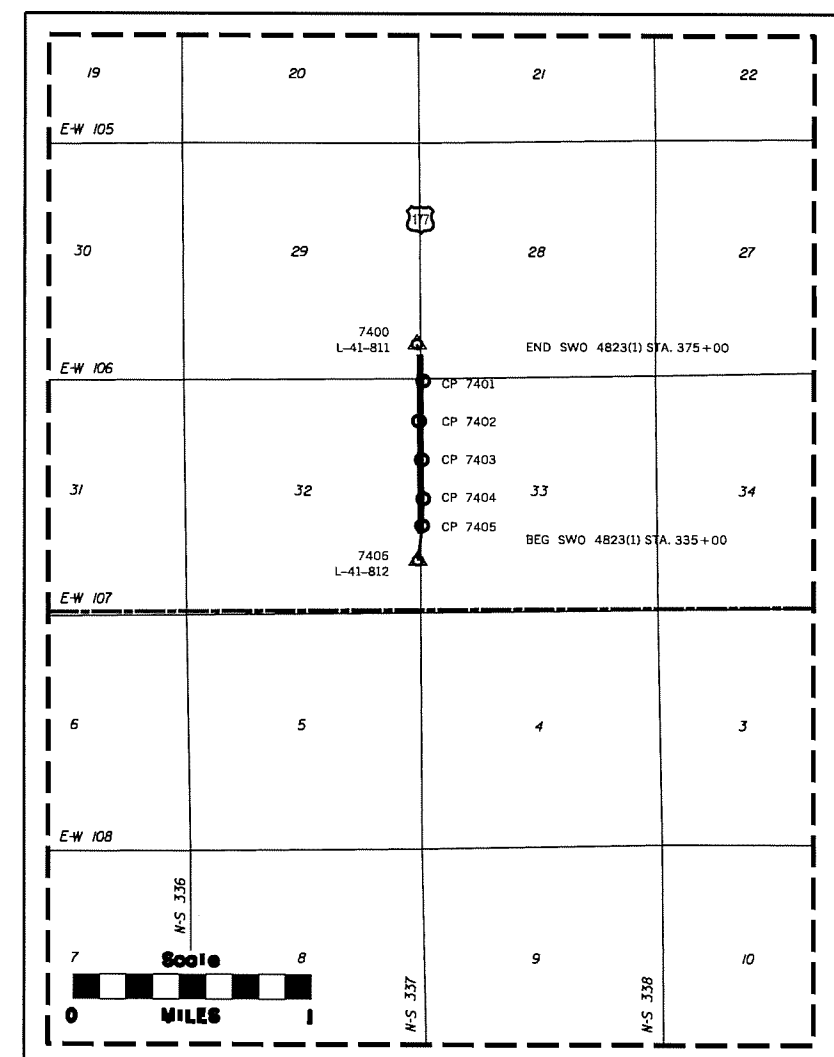 19 20 21 22
E-W 105
177
30 29 28 27
7400
L-41-811
END SWO 4823(1) STA. 375+00
E-W 106
CP 7401
CP 7402
CP 7403
31 32 33 34
CP 7404
CP 7405
BEG SWO 4823(1) STA. 335+00
7406
L-41-812
E-W 107
6 5 4 3
E-W 108
N-S 336
7 8 9 10
Scale
0 MILES 1
N-S 337
N-S 338